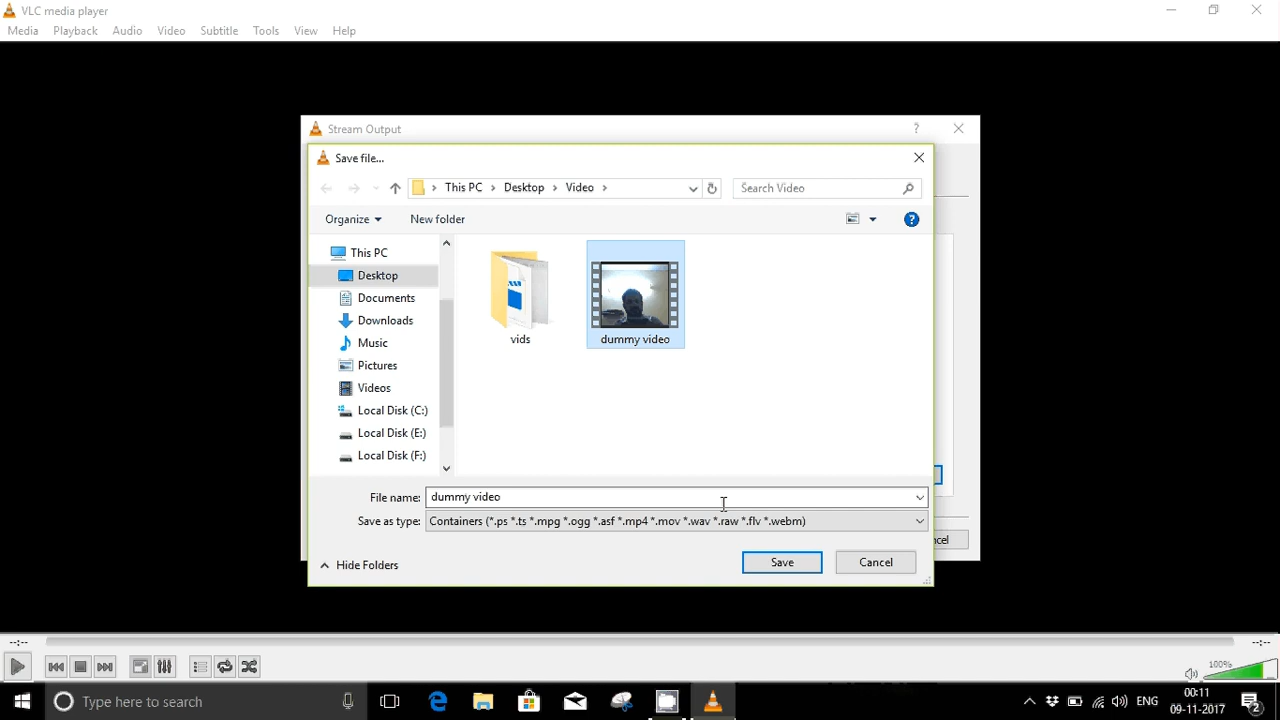 VLC media player
Media Playback Audio Video Subtitle Tools View Help
Stream Output
?
Save file...
This PC > Desktop > Video >
Search Video
Organize New folder
?
This PC
Desktop
Documents
Downloads
Music
Pictures
Videos
Local Disk (C:)
Local Disk (E:)
Local Disk (F:)
vids
dummy video
File name: dummy video
Save as type: Containers (*.ps *.ts *.mpg *.ogg *.asf *.mp4 *.mov *.wav *.raw *.flv *.webm)
ncel
Hide Folders
Save
Cancel
--:--
--:--
100%
Type here to search
ENG
00:11
09-11-2017
2